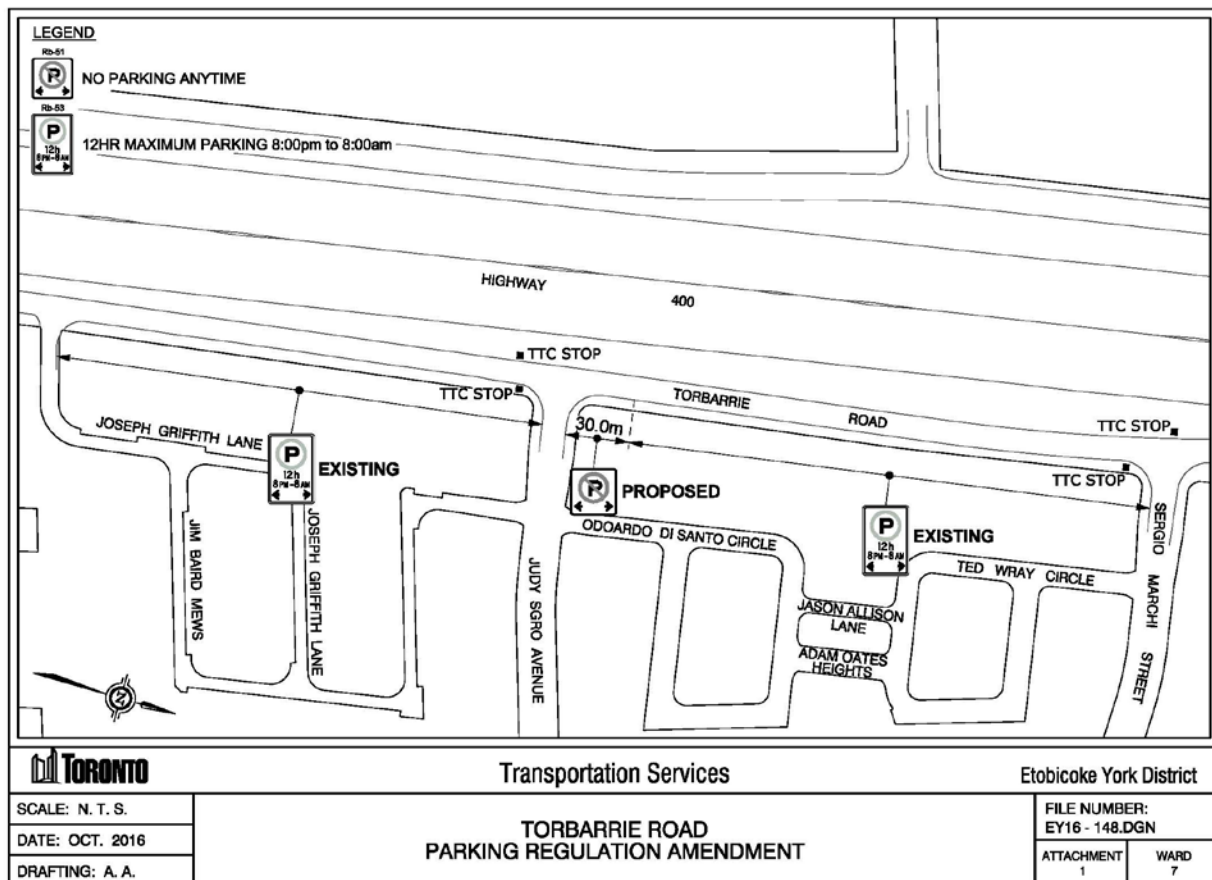 LEGEND
Rb-51
P
NO PARKING ANYTIME
Rb-53
P
12h
8PM-8AM
12HR MAXIMUM PARKING 8:00pm to 8:00am
HIGHWAY 400
TTC STOP
TTC STOP
TORBARRIE ROAD
TTC STOP
TTC STOP
30.0m
JOSEPH GRIFFITH LANE
P
12h
8PM-8AM
EXISTING
P
PROPOSED
P
12h
8PM-8AM
EXISTING
ODOARDO DI SANTO CIRCLE
JIM BAIRD MEWS
JOSEPH GRIFFITH LANE
JUDY SGRO AVENUE
JASON ALLISON
LANE
ADAM OATES
HEIGHTS
TED WRAY CIRCLE
SERGIO MARCHI STREET
N
TORONTO
Transportation Services
Etobicoke York District
SCALE: N. T. S.
DATE: OCT. 2016
DRAFTING: A. A.
TORBARRIE ROAD
PARKING REGULATION AMENDMENT
FILE NUMBER:
EY16 - 148.DGN
ATTACHMENT
1
WARD
7